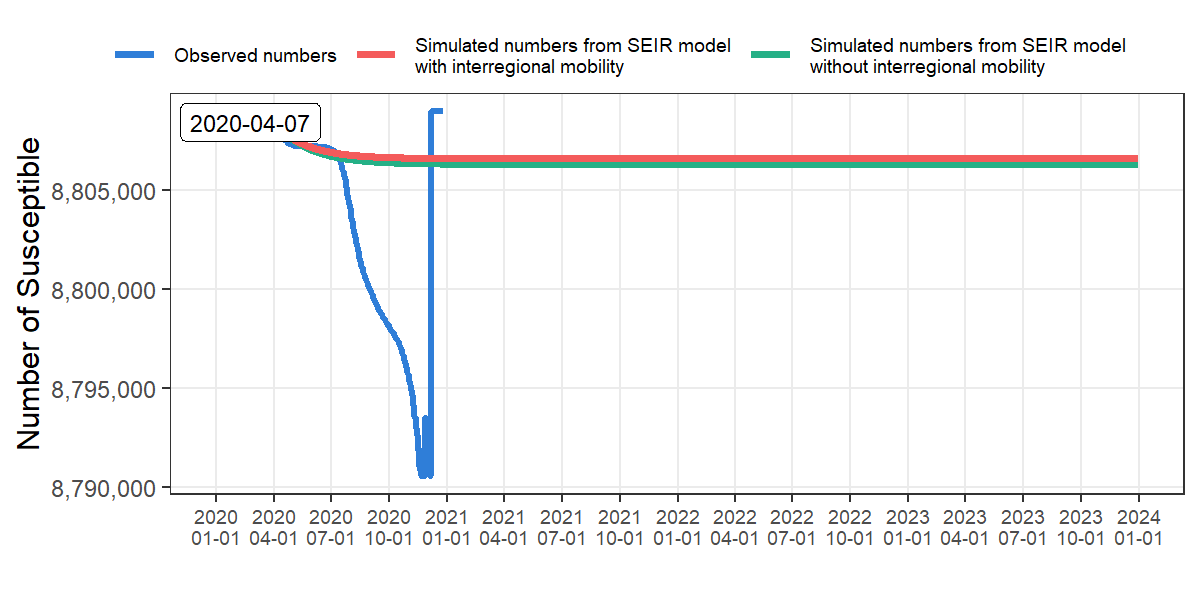 Observed numbers
Simulated numbers from SEIR model
with interregional mobility
Simulated numbers from SEIR model
without interregional mobility
2020-04-07
Number of Susceptible
8,805,000
8,800,000
8,795,000
8,790,000
2020 2020 2020 2020 2021 2021 2021 2021 2022 2022 2022 2022 2023 2023 2023 2023 2024
01-01 04-01 07-01 10-01 01-01 04-01 07-01 10-01 01-01 04-01 07-01 10-01 01-01 04-01 07-01 10-01 01-01